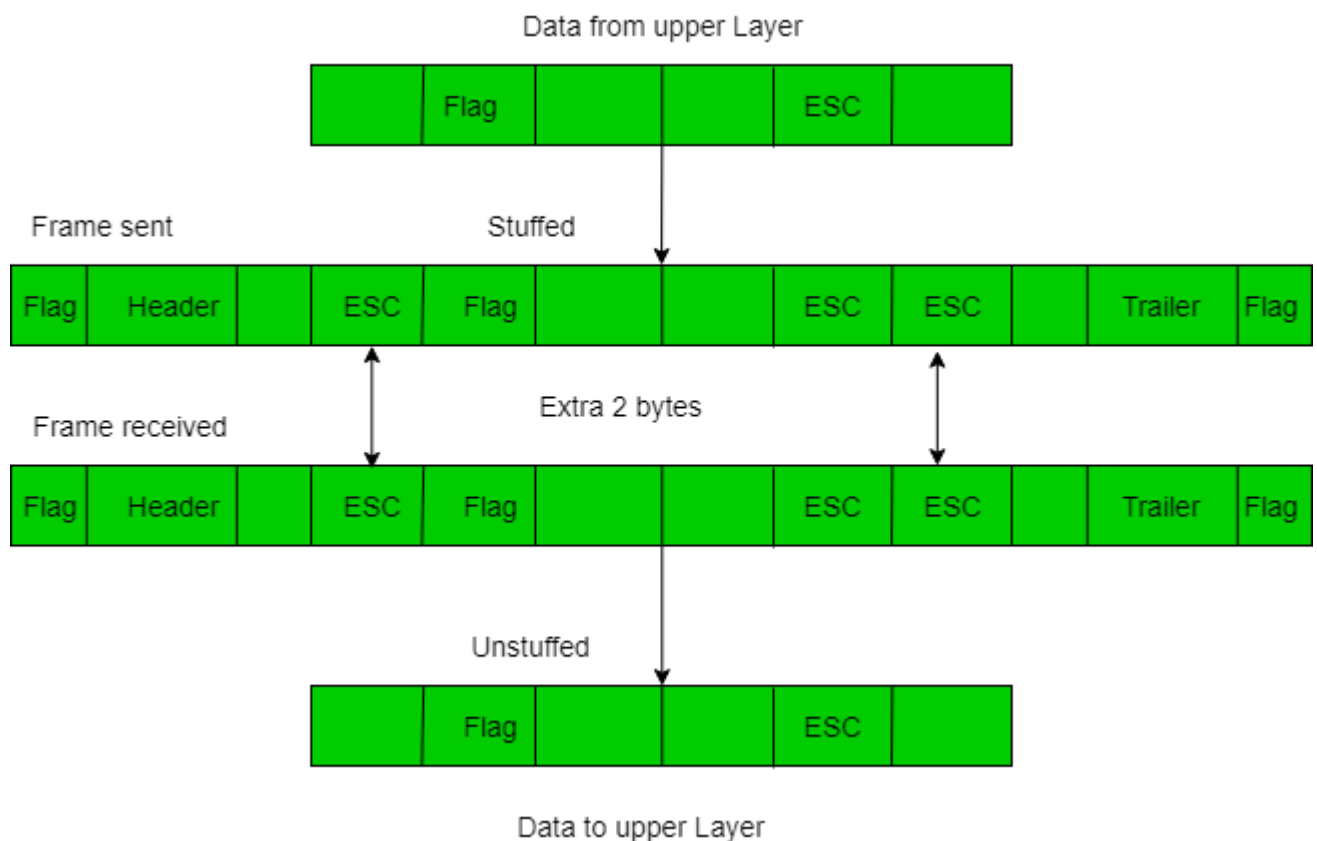 Data from upper Layer
Flag ESC
Frame sent Stuffed
Flag Header ESC Flag ESC ESC Trailer Flag
Extra 2 bytes
Frame received
Flag Header ESC Flag ESC ESC Trailer Flag
Unstuffed
Flag ESC
Data to upper Layer